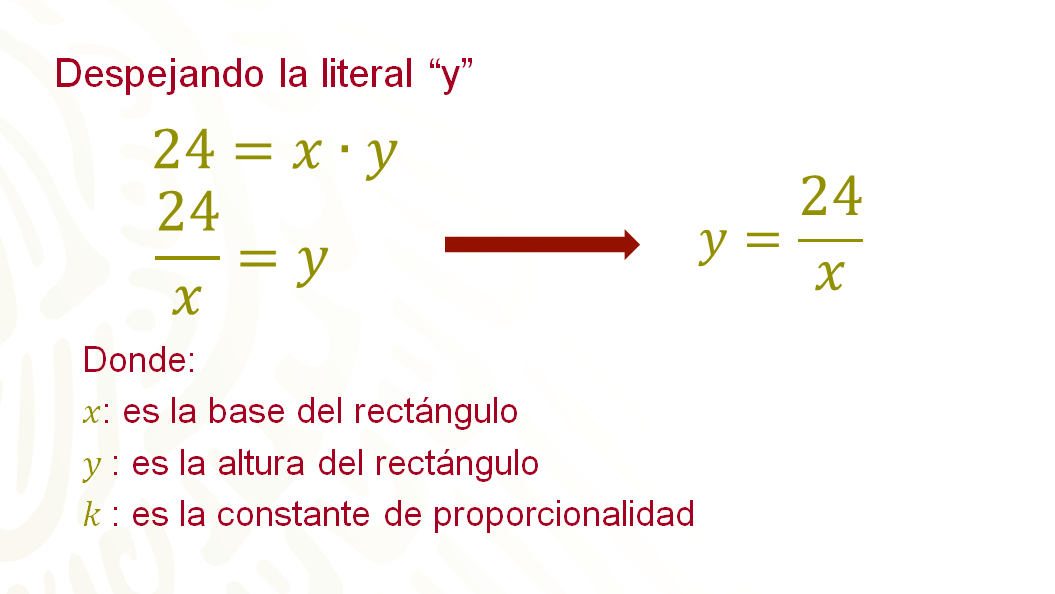 Despejando la literal “y”
24 = x · y
24/x = y
y = 24/x
Donde:
x: es la base del rectángulo
y : es la altura del rectángulo
k : es la constante de proporcionalidad